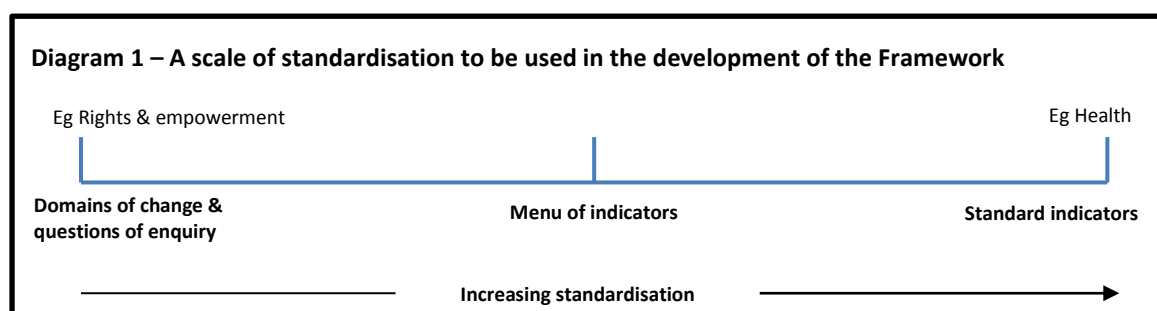 Diagram 1 – A scale of standardisation to be used in the development of the Framework
Eg Rights & empowerment
Eg Health
Domains of change &
questions of enquiry
Menu of indicators
Standard indicators
Increasing standardisation